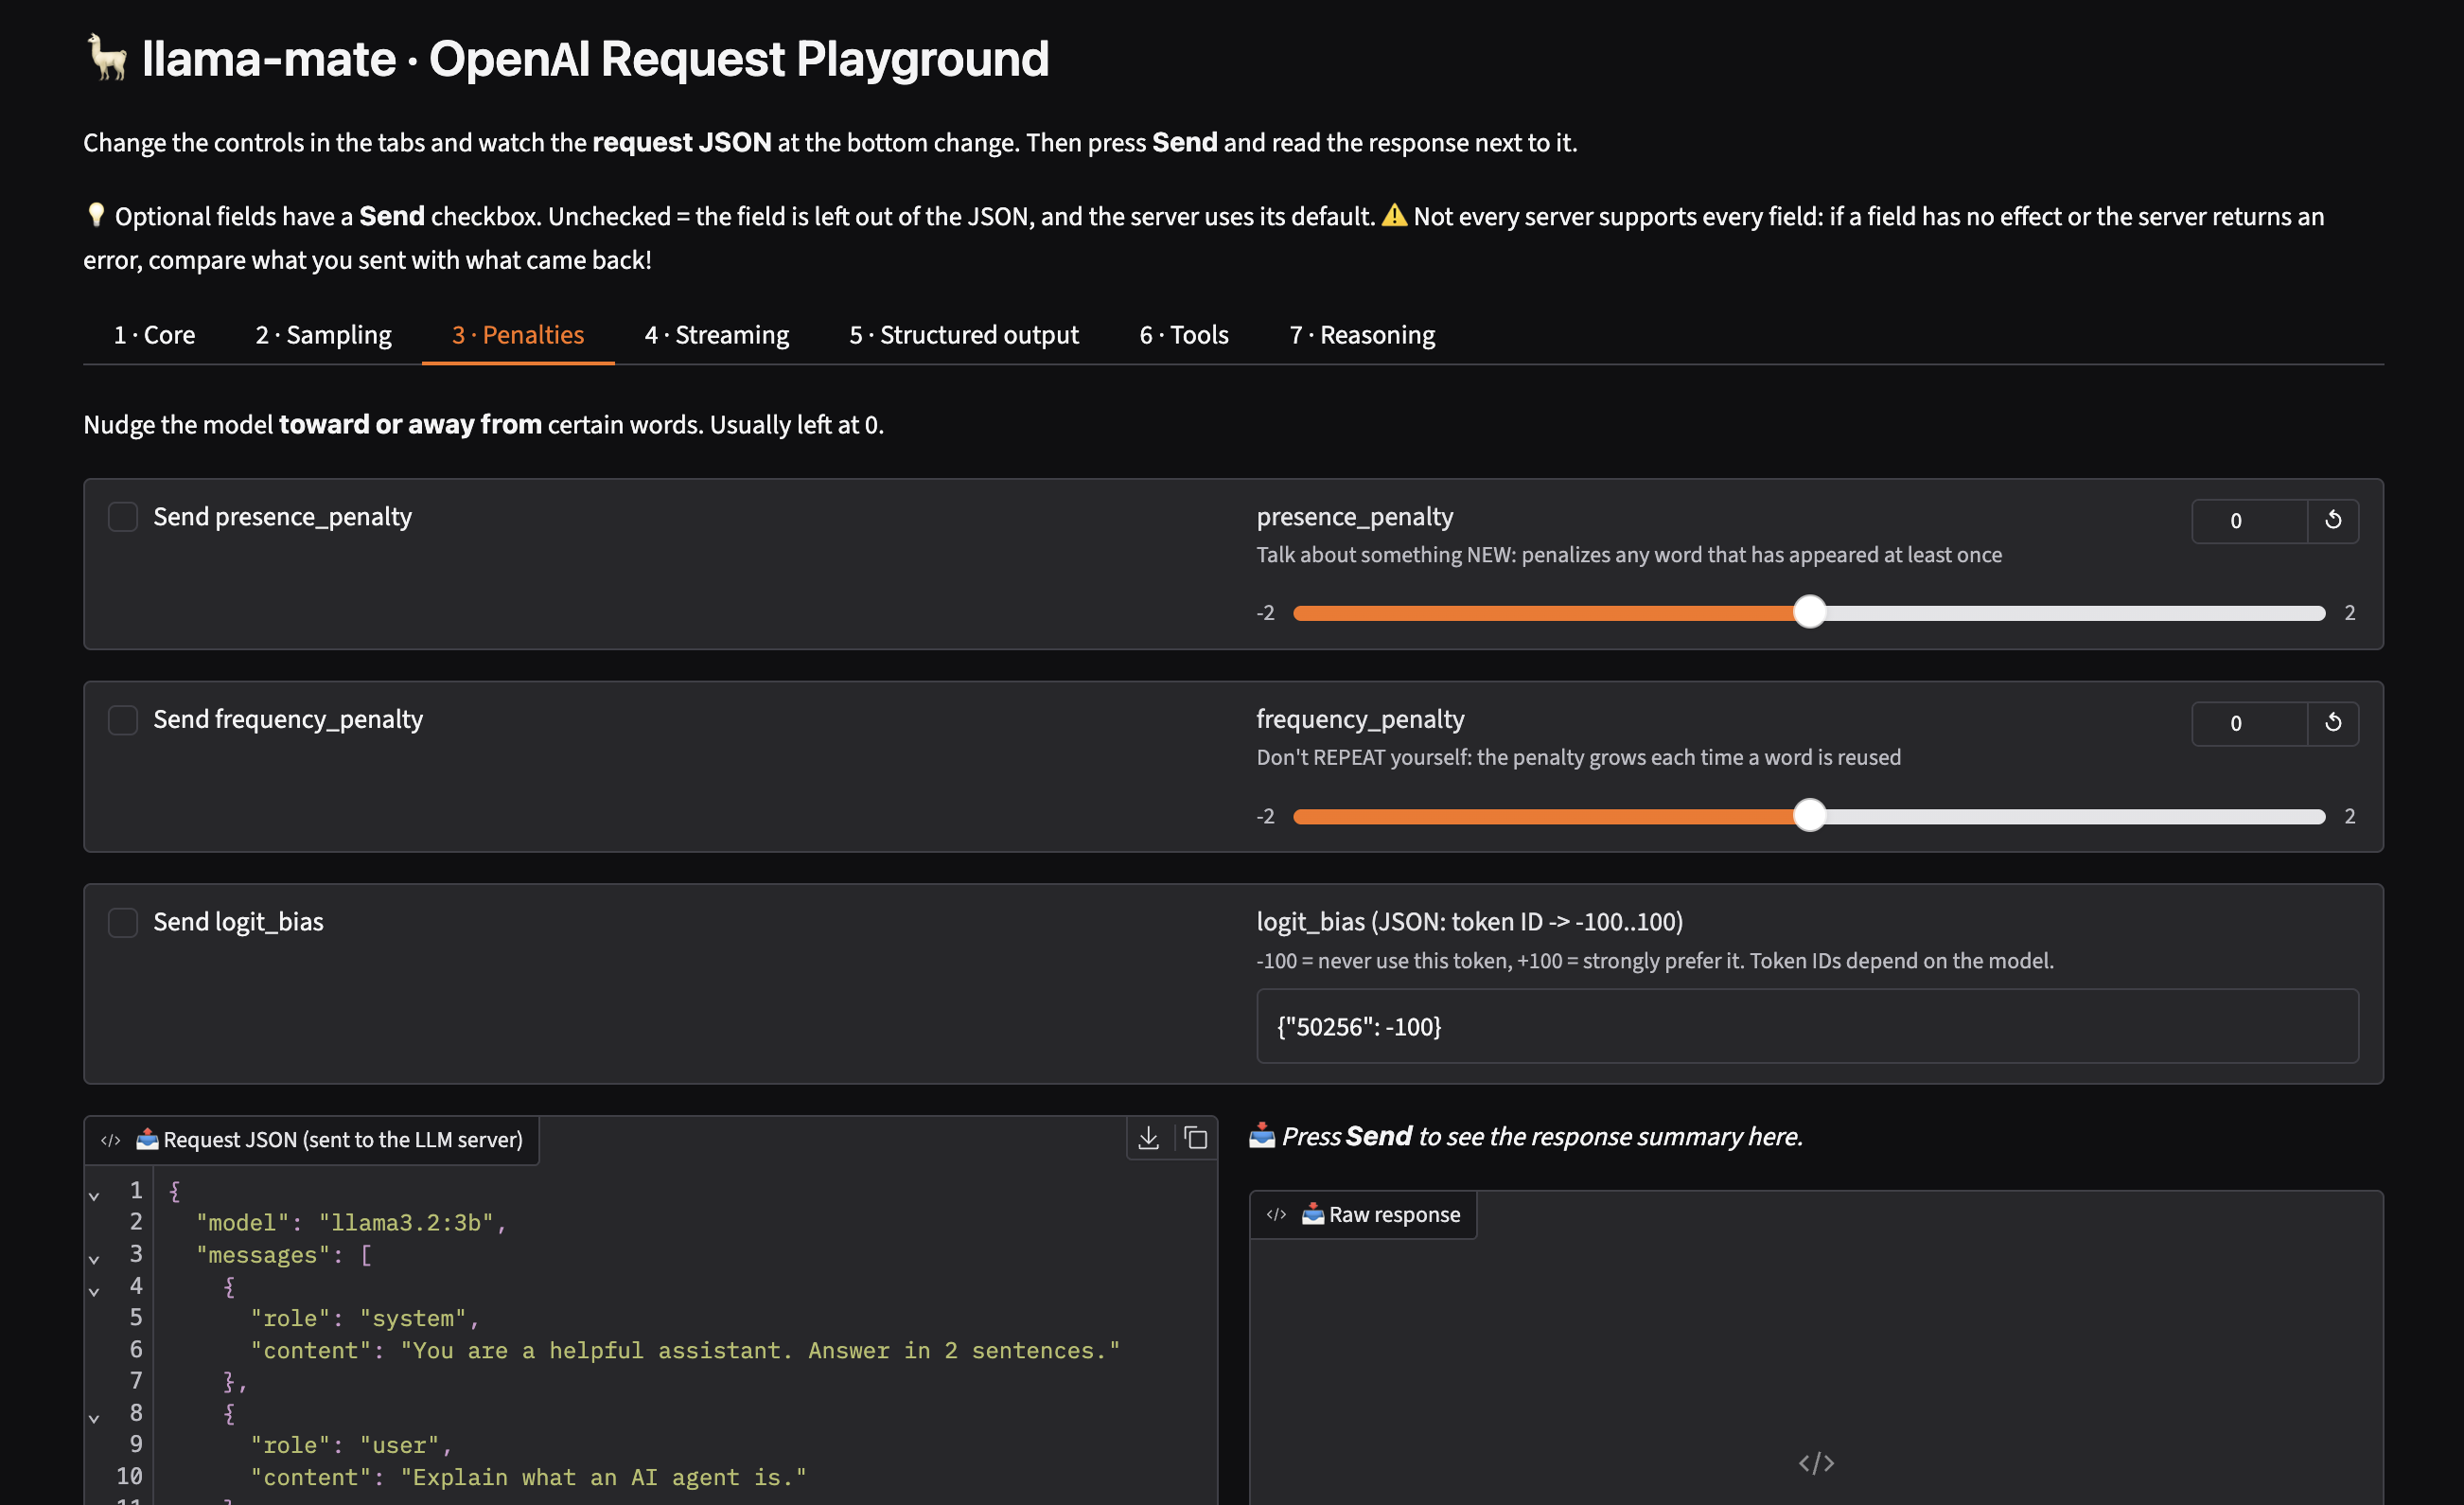 🦙 llama-mate · OpenAI Request Playground
Change the controls in the tabs and watch the request JSON at the bottom change. Then press Send and read the response next to it.
💡 Optional fields have a Send checkbox. Unchecked = the field is left out of the JSON, and the server uses its default. ⚠️ Not every server supports every field: if a field has no effect or the server returns an
error, compare what you sent with what came back!
1 · Core 2 · Sampling 3 · Penalties 4 · Streaming 5 · Structured output 6 · Tools 7 · Reasoning
Nudge the model toward or away from certain words. Usually left at 0.
Send presence_penalty
presence_penalty
0
Talk about something NEW: penalizes any word that has appeared at least once
-2 2
Send frequency_penalty
frequency_penalty
0
Don't REPEAT yourself: the penalty grows each time a word is reused
-2 2
Send logit_bias
logit_bias (JSON: token ID -> -100..100)
-100 = never use this token, +100 = strongly prefer it. Token IDs depend on the model.
{"50256": -100}
</> 📤 Request JSON (sent to the LLM server)
1 {
2 "model": "llama3.2:3b",
3 "messages": [
4 {
5 "role": "system",
6 "content": "You are a helpful assistant. Answer in 2 sentences."
7 },
8 {
9 "role": "user",
10 "content": "Explain what an AI agent is."
11 }
📥 Press Send to see the response summary here.
</> 📥 Raw response
</>